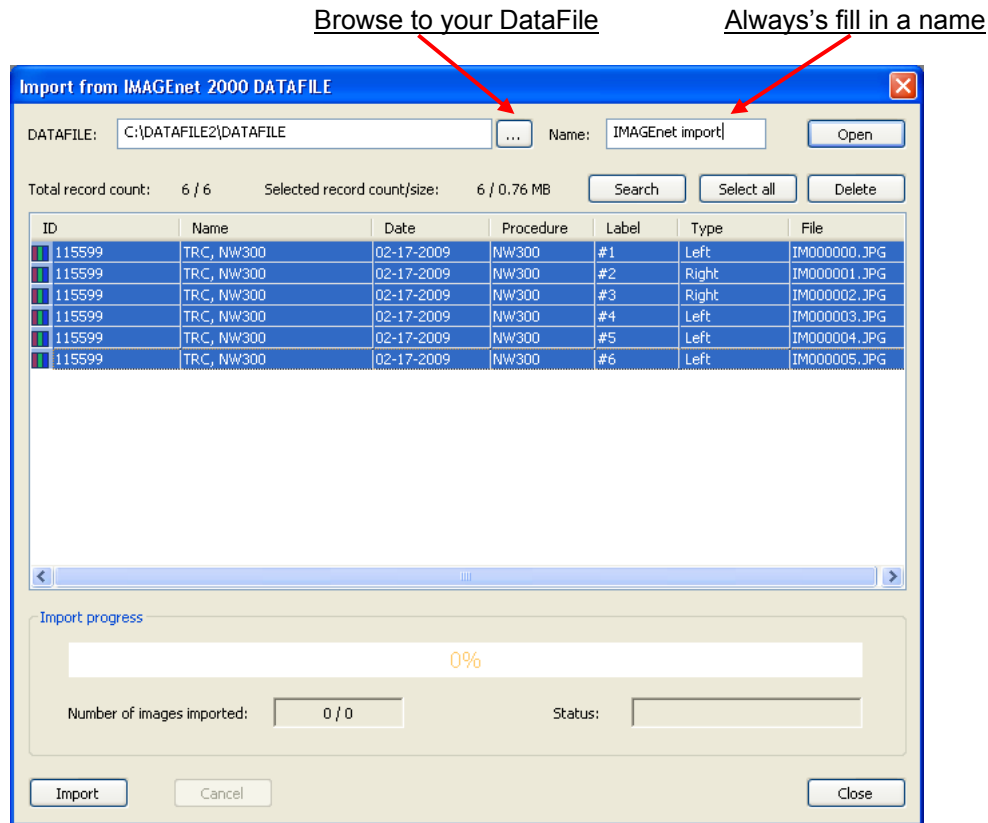 Browse to your DataFile Always's fill in a name
Import from IMAGEnet 2000 DATAFILE
DATAFILE: C:\DATAFILE2\DATAFILE ... Name: IMAGEnet import Open
Total record count: 6 / 6 Selected record count/size: 6 / 0.76 MB Search Select all Delete
ID Name Date Procedure Label Type File
115599 TRC, NW300 02-17-2009 NW300 #1 Left IM000000.JPG
115599 TRC, NW300 02-17-2009 NW300 #2 Right IM000001.JPG
115599 TRC, NW300 02-17-2009 NW300 #3 Right IM000002.JPG
115599 TRC, NW300 02-17-2009 NW300 #4 Left IM000003.JPG
115599 TRC, NW300 02-17-2009 NW300 #5 Left IM000004.JPG
115599 TRC, NW300 02-17-2009 NW300 #6 Left IM000005.JPG
Import progress
0%
Number of images imported: 0 / 0 Status:
Import Cancel Close